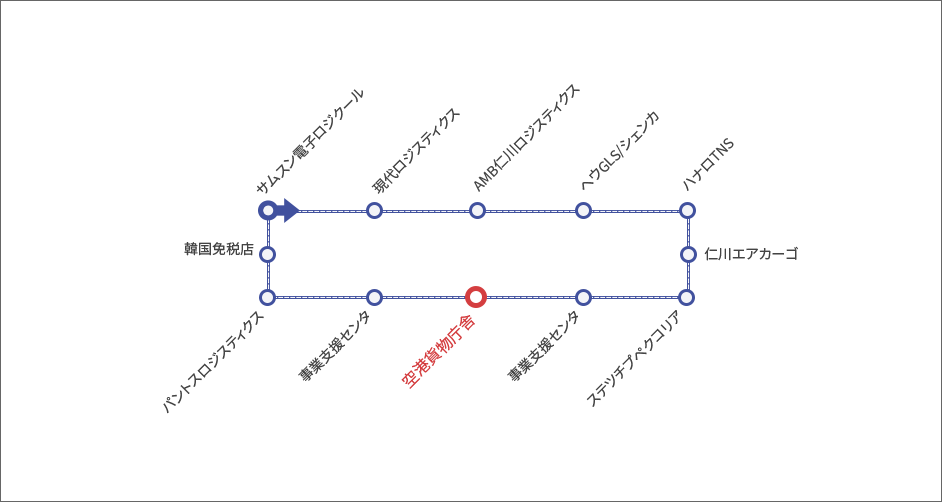 サムスン電子ロジクール
現代ロジスティクス
AMB仁川ロジスティクス
ヘウGLS/シェンカ
ハナロTNS
韓国免税店
仁川エアカーゴ
パントスロジスティクス
事業支援センタ
空港貨物庁舎
事業支援センタ
ステツチプペクコリア